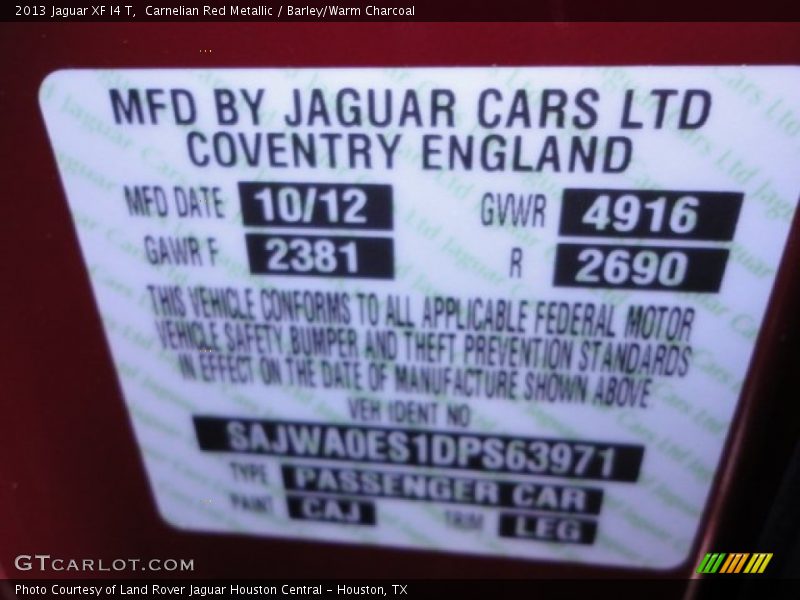 2013 Jaguar XF I4 T,  Carnelian Red Metallic / Barley/Warm Charcoal
MFD BY JAGUAR CARS LTD
COVENTRY ENGLAND
MFD DATE 10/12 GVWR 4916
GAWR F 2381 R 2690
THIS VEHICLE CONFORMS TO ALL APPLICABLE FEDERAL MOTOR
VEHICLE SAFETY, BUMPER AND THEFT PREVENTION STANDARDS
IN EFFECT ON THE DATE OF MANUFACTURE SHOWN ABOVE
VEH IDENT NO
SAJWA0ES1DPS63971
TYPE PASSENGER CAR
PAINT CAJ TRIM LEG
GTCARLOT.COM
Photo Courtesy of Land Rover Jaguar Houston Central - Houston, TX